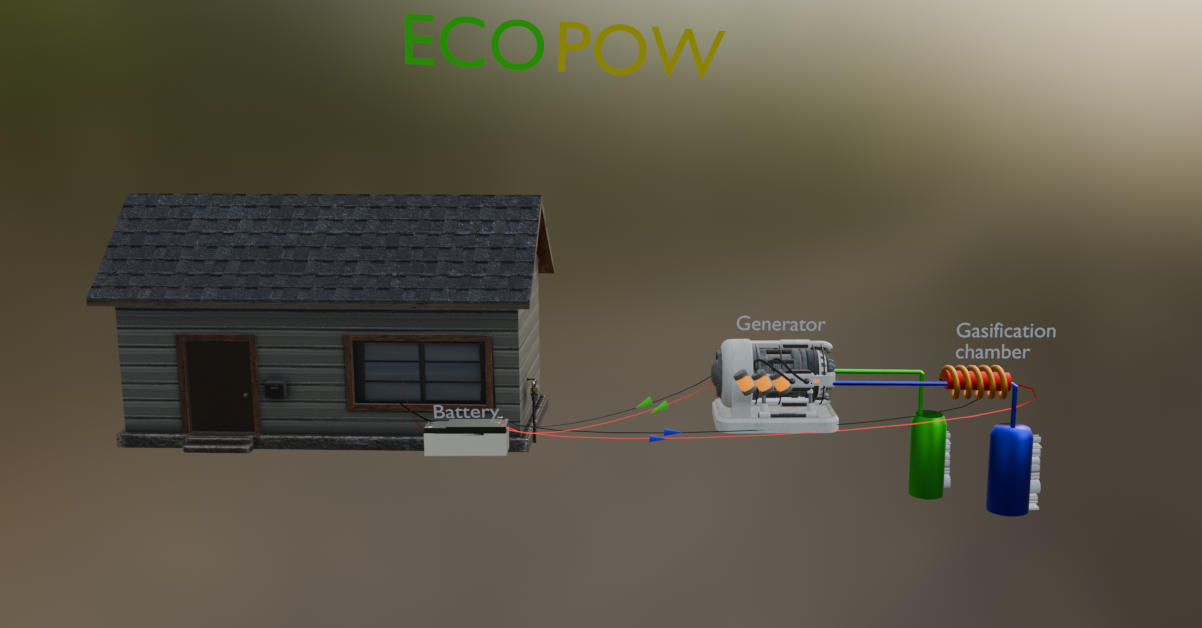 ECOPOW
Generator
Gasification
chamber
Battery